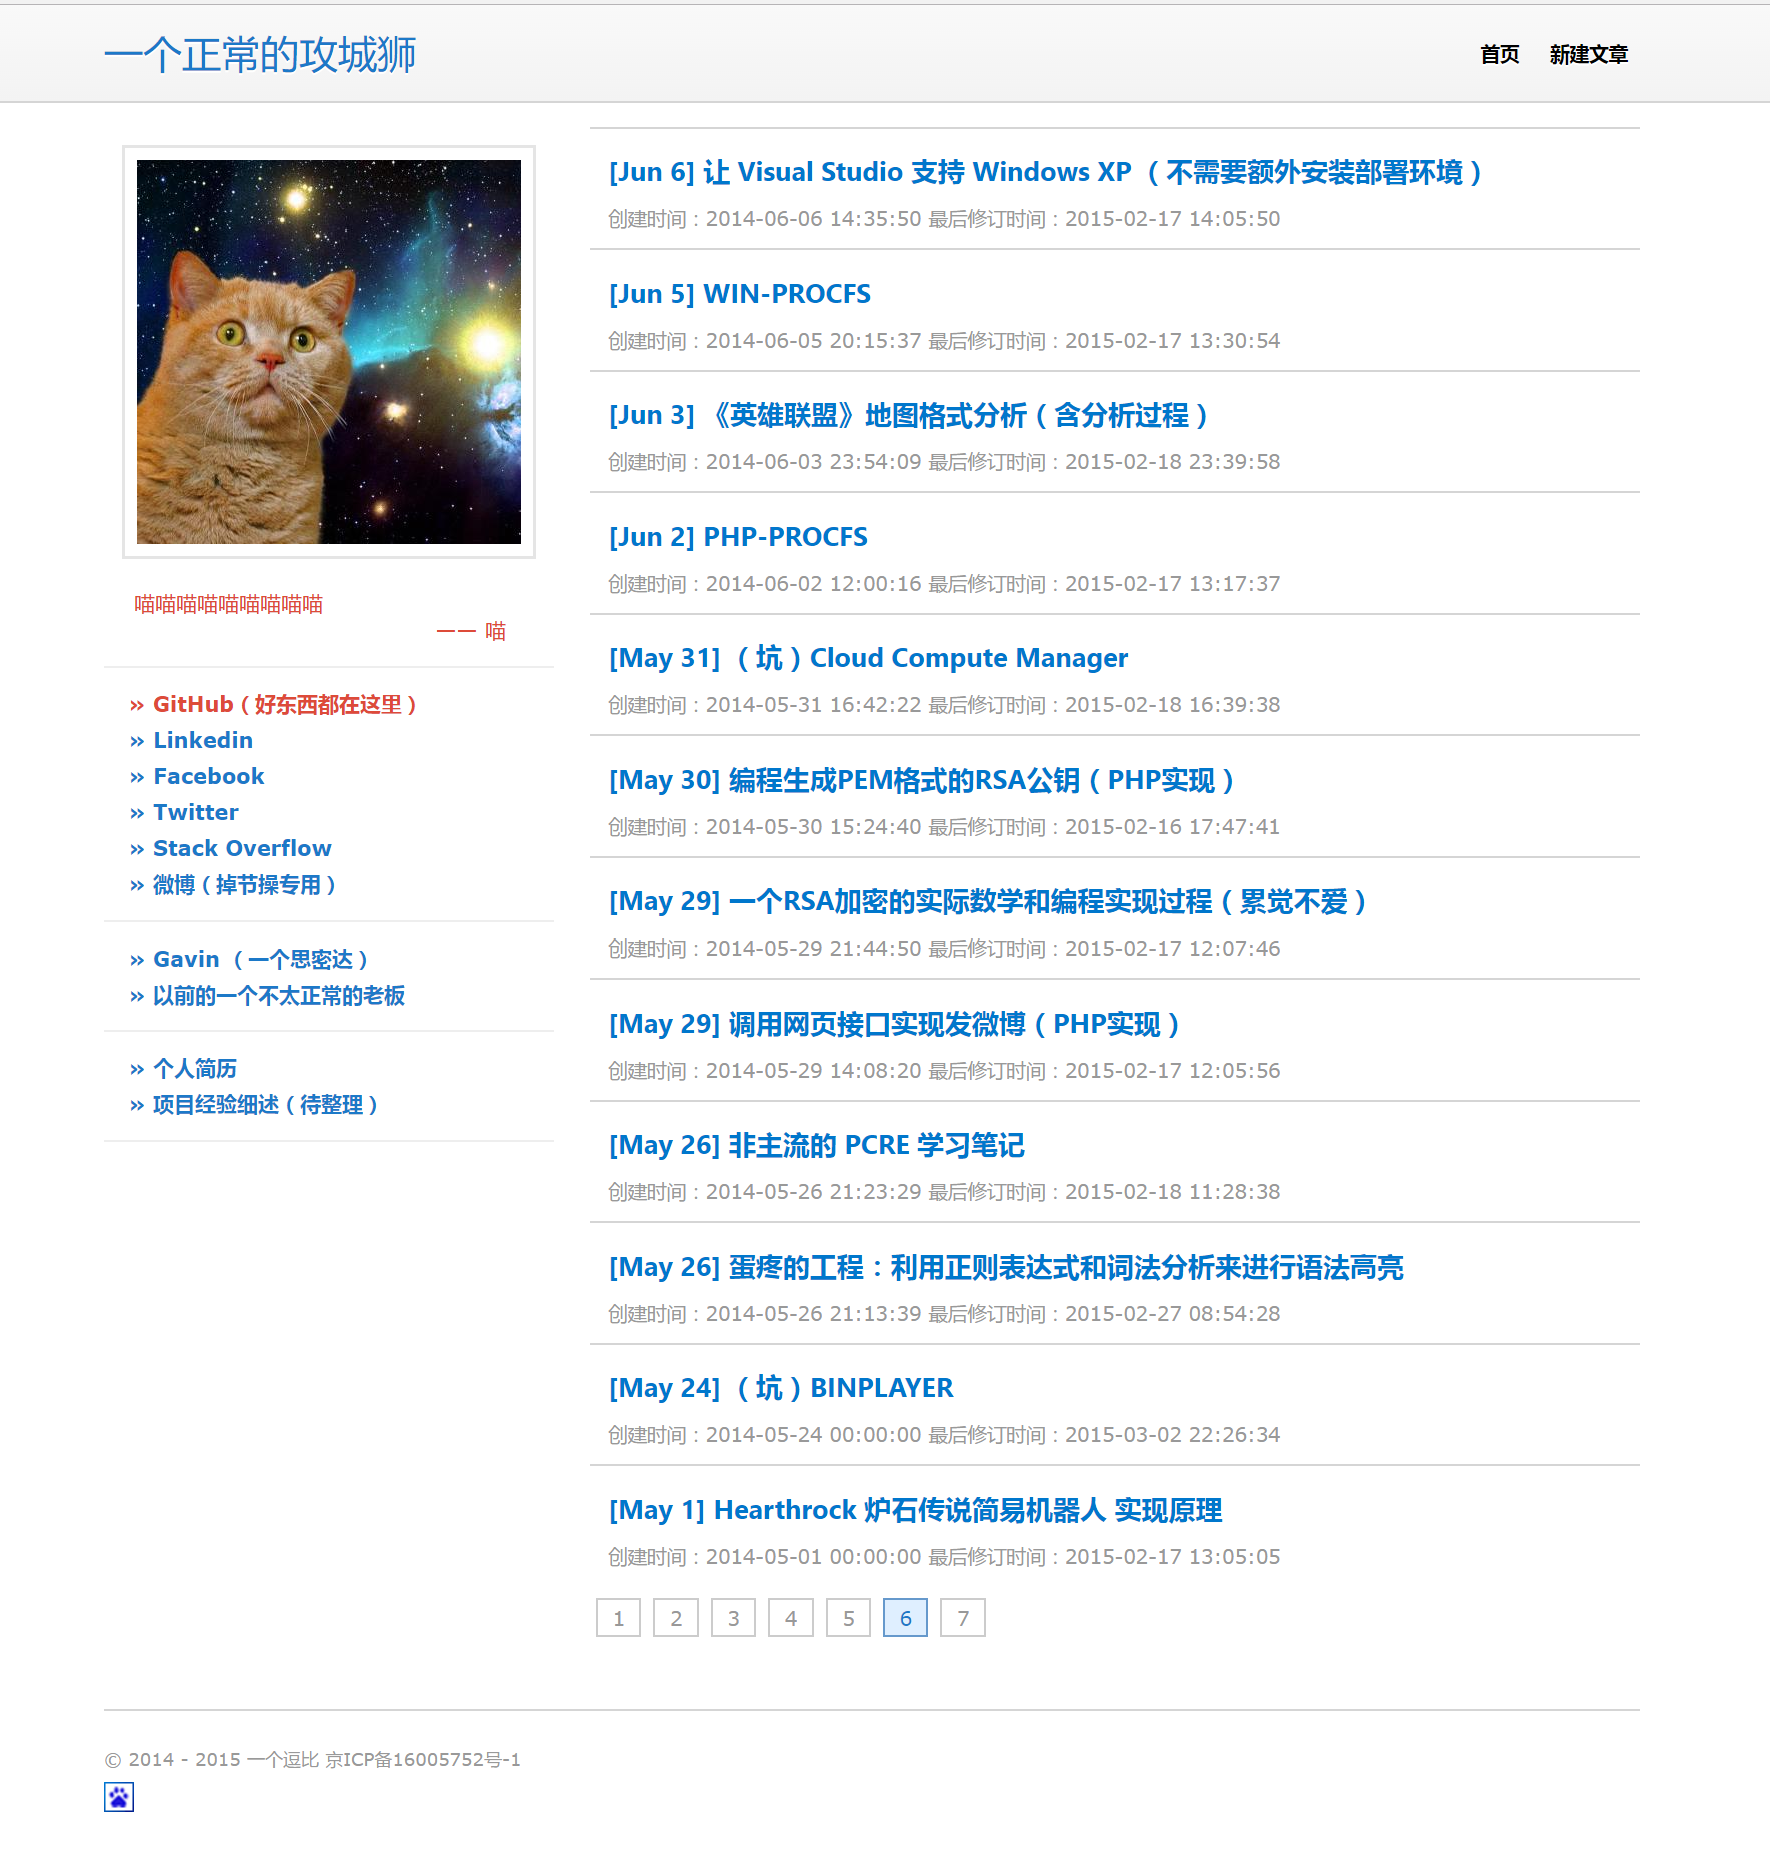 一个正常的攻城狮
首页 新建文章
喵喵喵喵喵喵喵喵喵
一一 喵
» GitHub（好东西都在这里）
» Linkedin
» Facebook
» Twitter
» Stack Overflow
» 微博（掉节操专用）
» Gavin （一个思密达）
» 以前的一个不太正常的老板
» 个人简历
» 项目经验细述（待整理）
[Jun 6] 让 Visual Studio 支持 Windows XP （不需要额外安装部署环境）
创建时间：2014-06-06 14:35:50 最后修订时间：2015-02-17 14:05:50
[Jun 5] WIN-PROCFS
创建时间：2014-06-05 20:15:37 最后修订时间：2015-02-17 13:30:54
[Jun 3] 《英雄联盟》地图格式分析（含分析过程）
创建时间：2014-06-03 23:54:09 最后修订时间：2015-02-18 23:39:58
[Jun 2] PHP-PROCFS
创建时间：2014-06-02 12:00:16 最后修订时间：2015-02-17 13:17:37
[May 31] （坑）Cloud Compute Manager
创建时间：2014-05-31 16:42:22 最后修订时间：2015-02-18 16:39:38
[May 30] 编程生成PEM格式的RSA公钥（PHP实现）
创建时间：2014-05-30 15:24:40 最后修订时间：2015-02-16 17:47:41
[May 29] 一个RSA加密的实际数学和编程实现过程（累觉不爱）
创建时间：2014-05-29 21:44:50 最后修订时间：2015-02-17 12:07:46
[May 29] 调用网页接口实现发微博（PHP实现）
创建时间：2014-05-29 14:08:20 最后修订时间：2015-02-17 12:05:56
[May 26] 非主流的 PCRE 学习笔记
创建时间：2014-05-26 21:23:29 最后修订时间：2015-02-18 11:28:38
[May 26] 蛋疼的工程：利用正则表达式和词法分析来进行语法高亮
创建时间：2014-05-26 21:13:39 最后修订时间：2015-02-27 08:54:28
[May 24] （坑）BINPLAYER
创建时间：2014-05-24 00:00:00 最后修订时间：2015-03-02 22:26:34
[May 1] Hearthrock 炉石传说简易机器人 实现原理
创建时间：2014-05-01 00:00:00 最后修订时间：2015-02-17 13:05:05
1 2 3 4 5 6 7
© 2014 - 2015 一个逗比 京ICP备16005752号-1